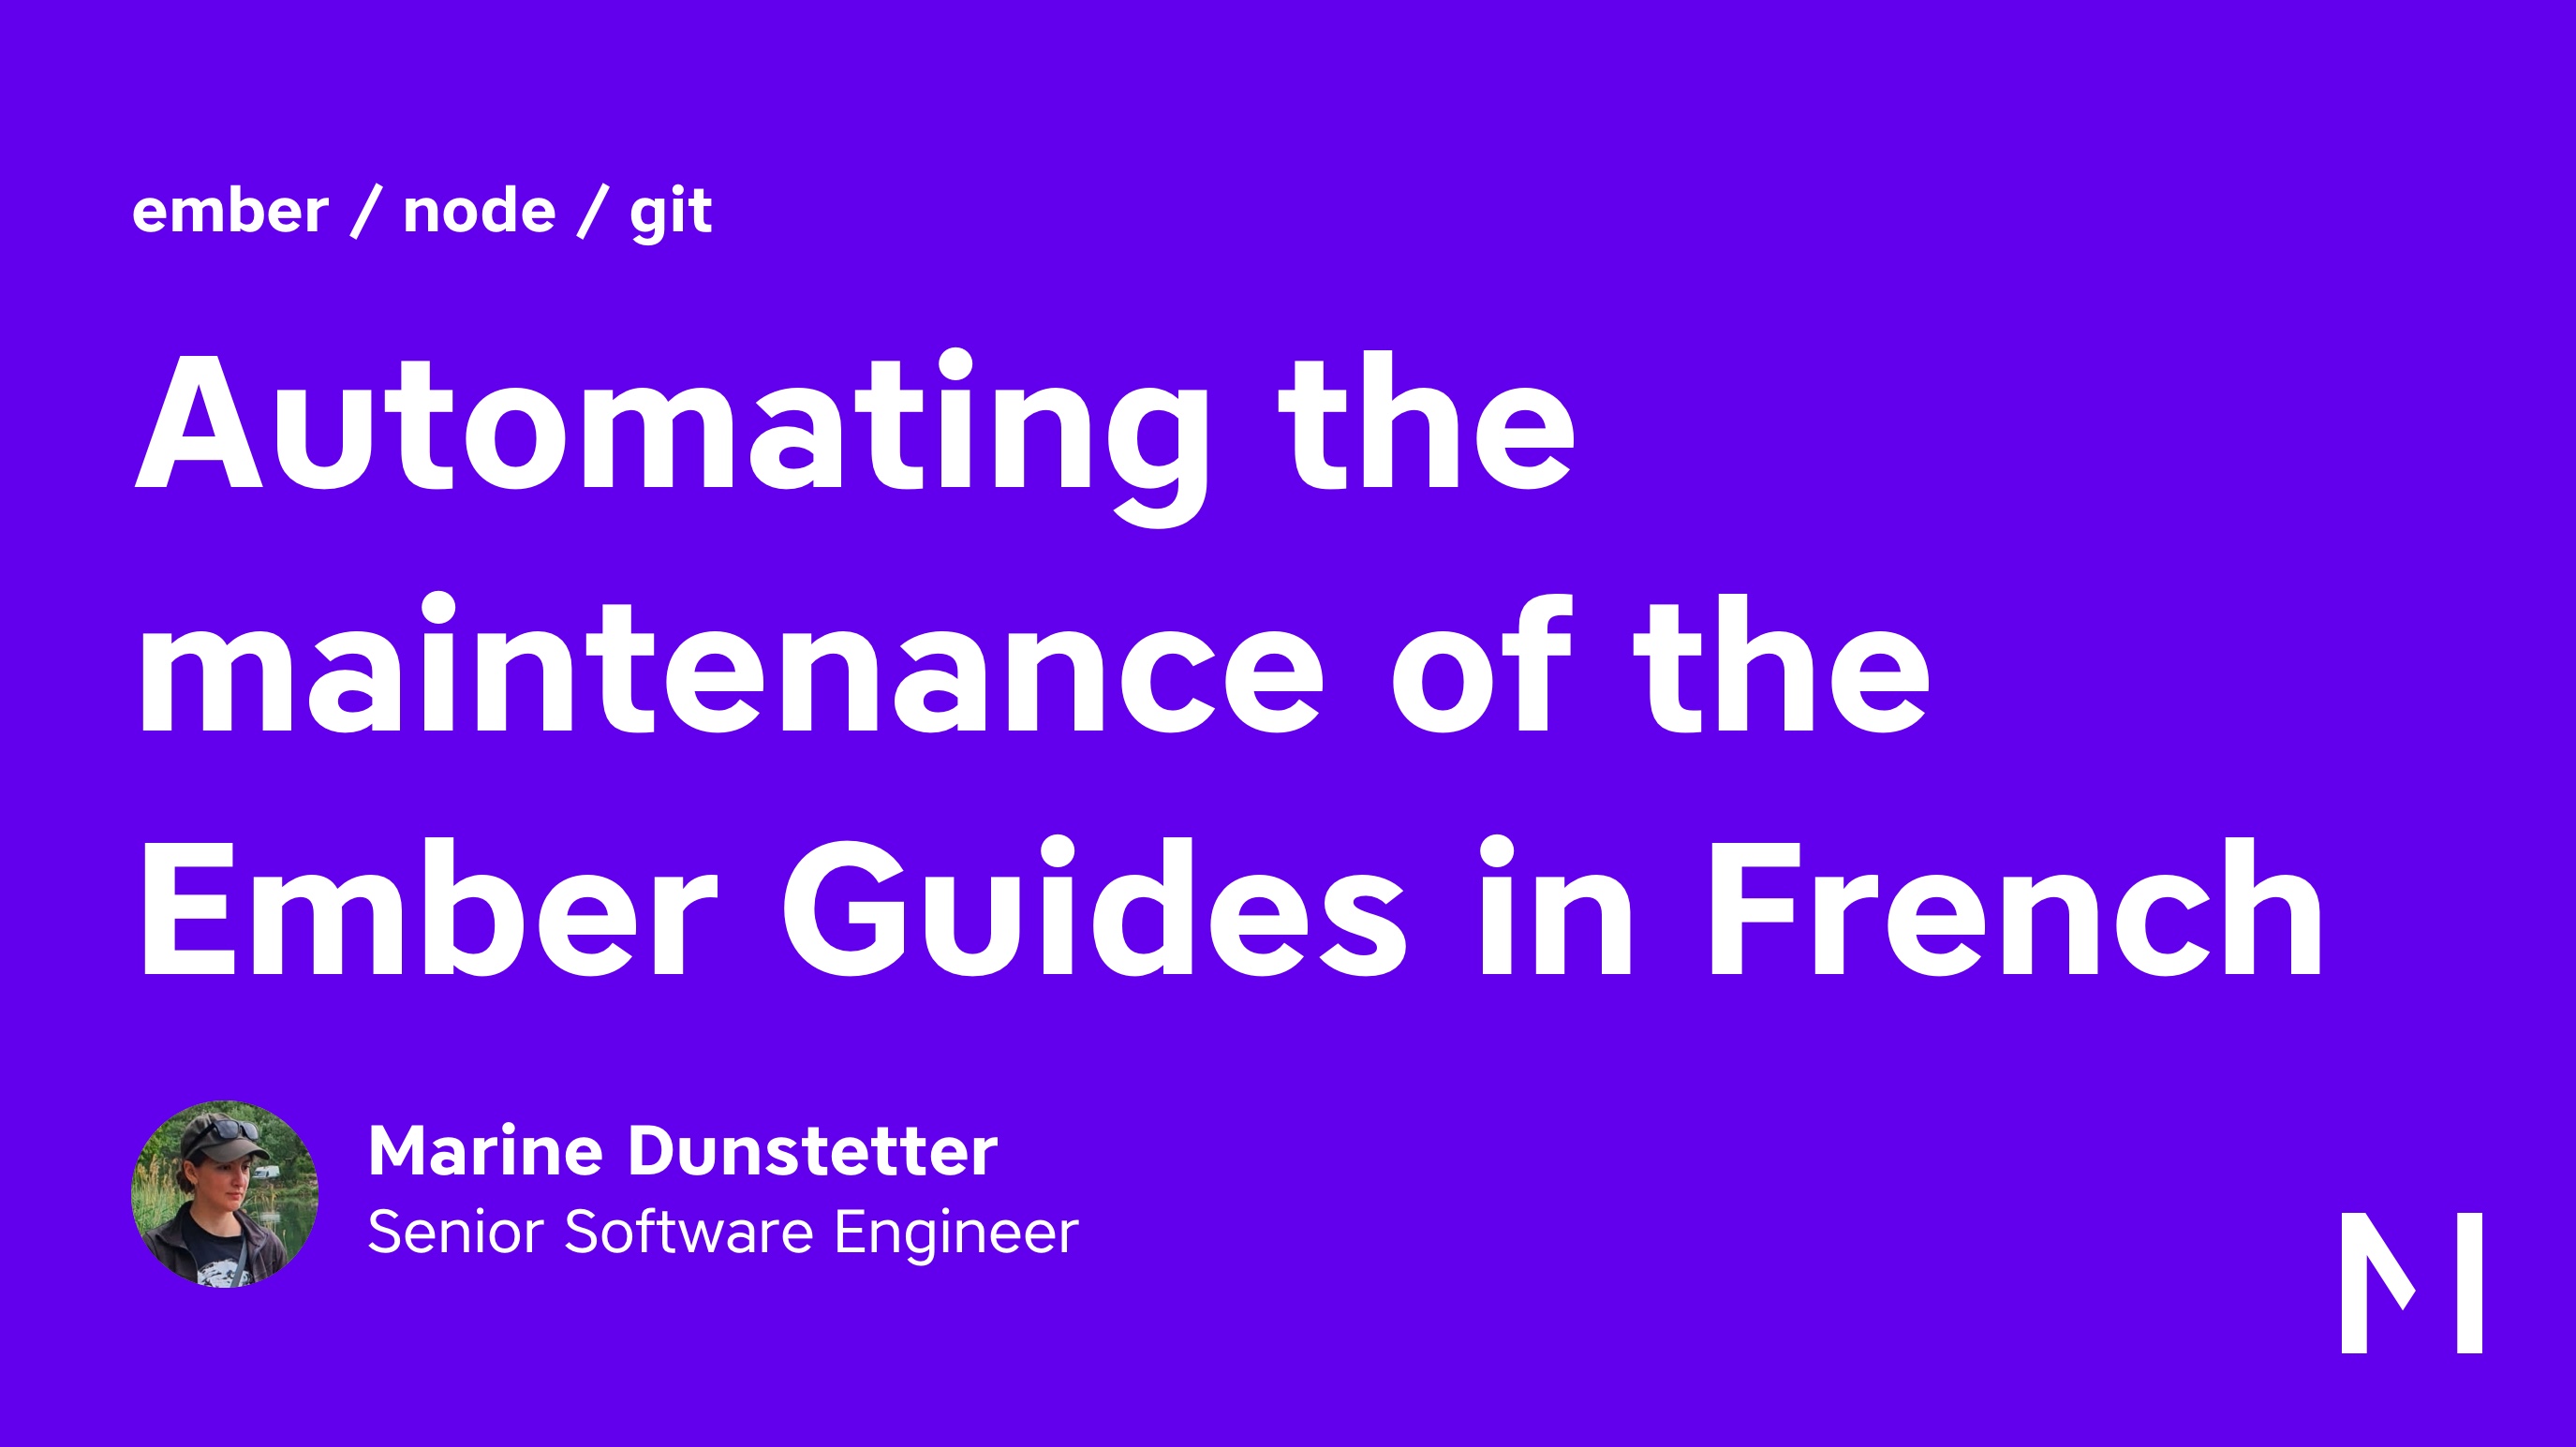 ember / node / git
Automating the
maintenance of the
Ember Guides in French
Marine Dunstetter
Senior Software Engineer
M